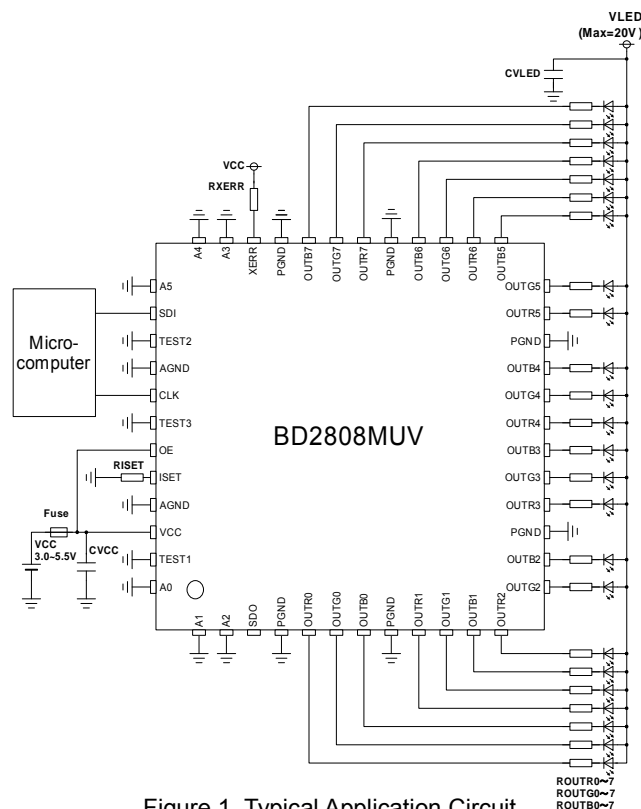 VLED
(Max=20V)
CVLED
VCC
RXERR
A4
A3
XERR
PGND
OUTB7
OUTG7
OUTR7
PGND
OUTB6
OUTG6
OUTR6
OUTB5
A5
SDI
TEST2
AGND
CLK
TEST3
OE
ISET
AGND
VCC
TEST1
A0
Micro-
computer
RISET
Fuse
VCC
3.0~5.5V
CVCC
BD2808MUV
OUTG5
OUTR5
PGND
OUTB4
OUTG4
OUTR4
OUTB3
OUTG3
OUTR3
PGND
OUTB2
OUTG2
A1
A2
SDO
PGND
OUTR0
OUTG0
OUTB0
PGND
OUTR1
OUTG1
OUTB1
OUTR2
ROUTR0~7
ROUTG0~7
ROUTB0~7
Figure 1. Typical Application Circuit